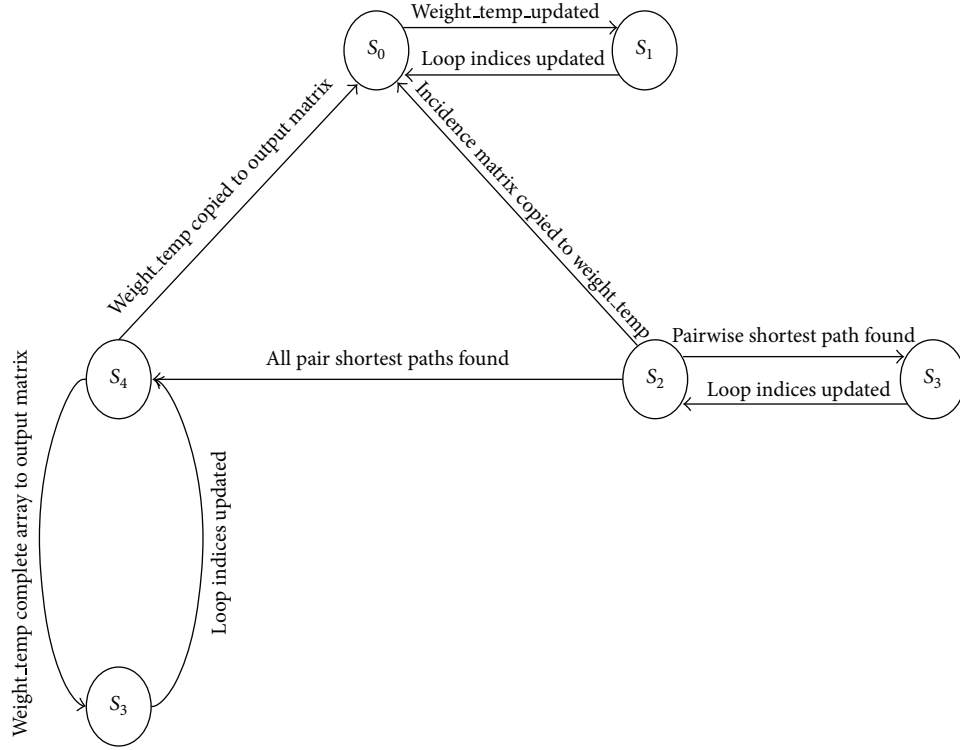 Weight_temp_updated
S0
S1
Loop indices updated
Weight_temp copied to output matrix
Incidence matrix copied to weight_temp
All pair shortest paths found
Pairwise shortest path found
S4
S2
S3
Loop indices updated
Weight_temp complete array to output matrix
Loop indices updated
S3